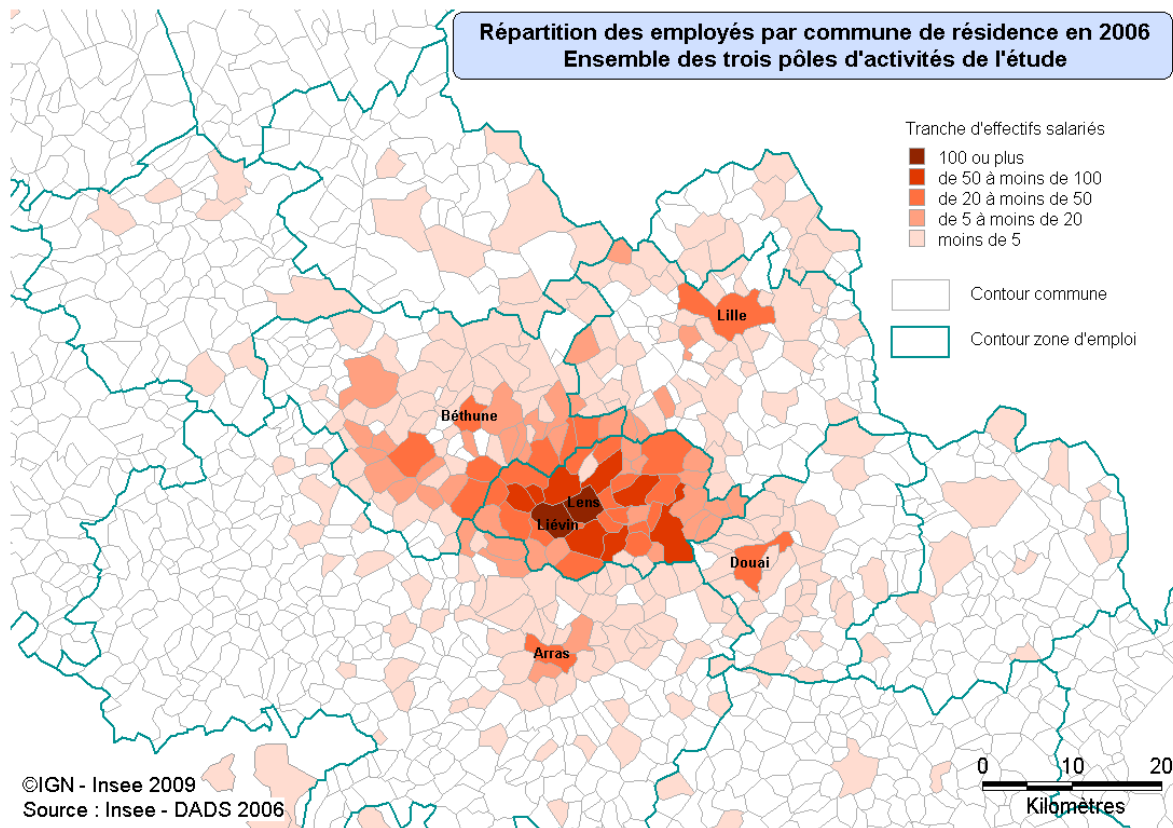 Répartition des employés par commune de résidence en 2006
Ensemble des trois pôles d'activités de l'étude
Tranche d'effectifs salariés
100 ou plus
de 50 à moins de 100
de 20 à moins de 50
de 5 à moins de 20
moins de 5
Contour commune
Contour zone d'emploi
Lille
Béthune
Lens
Liévin
Douai
Arras
0 10 20
Kilomètres
©IGN - Insee 2009
Source : Insee - DADS 2006